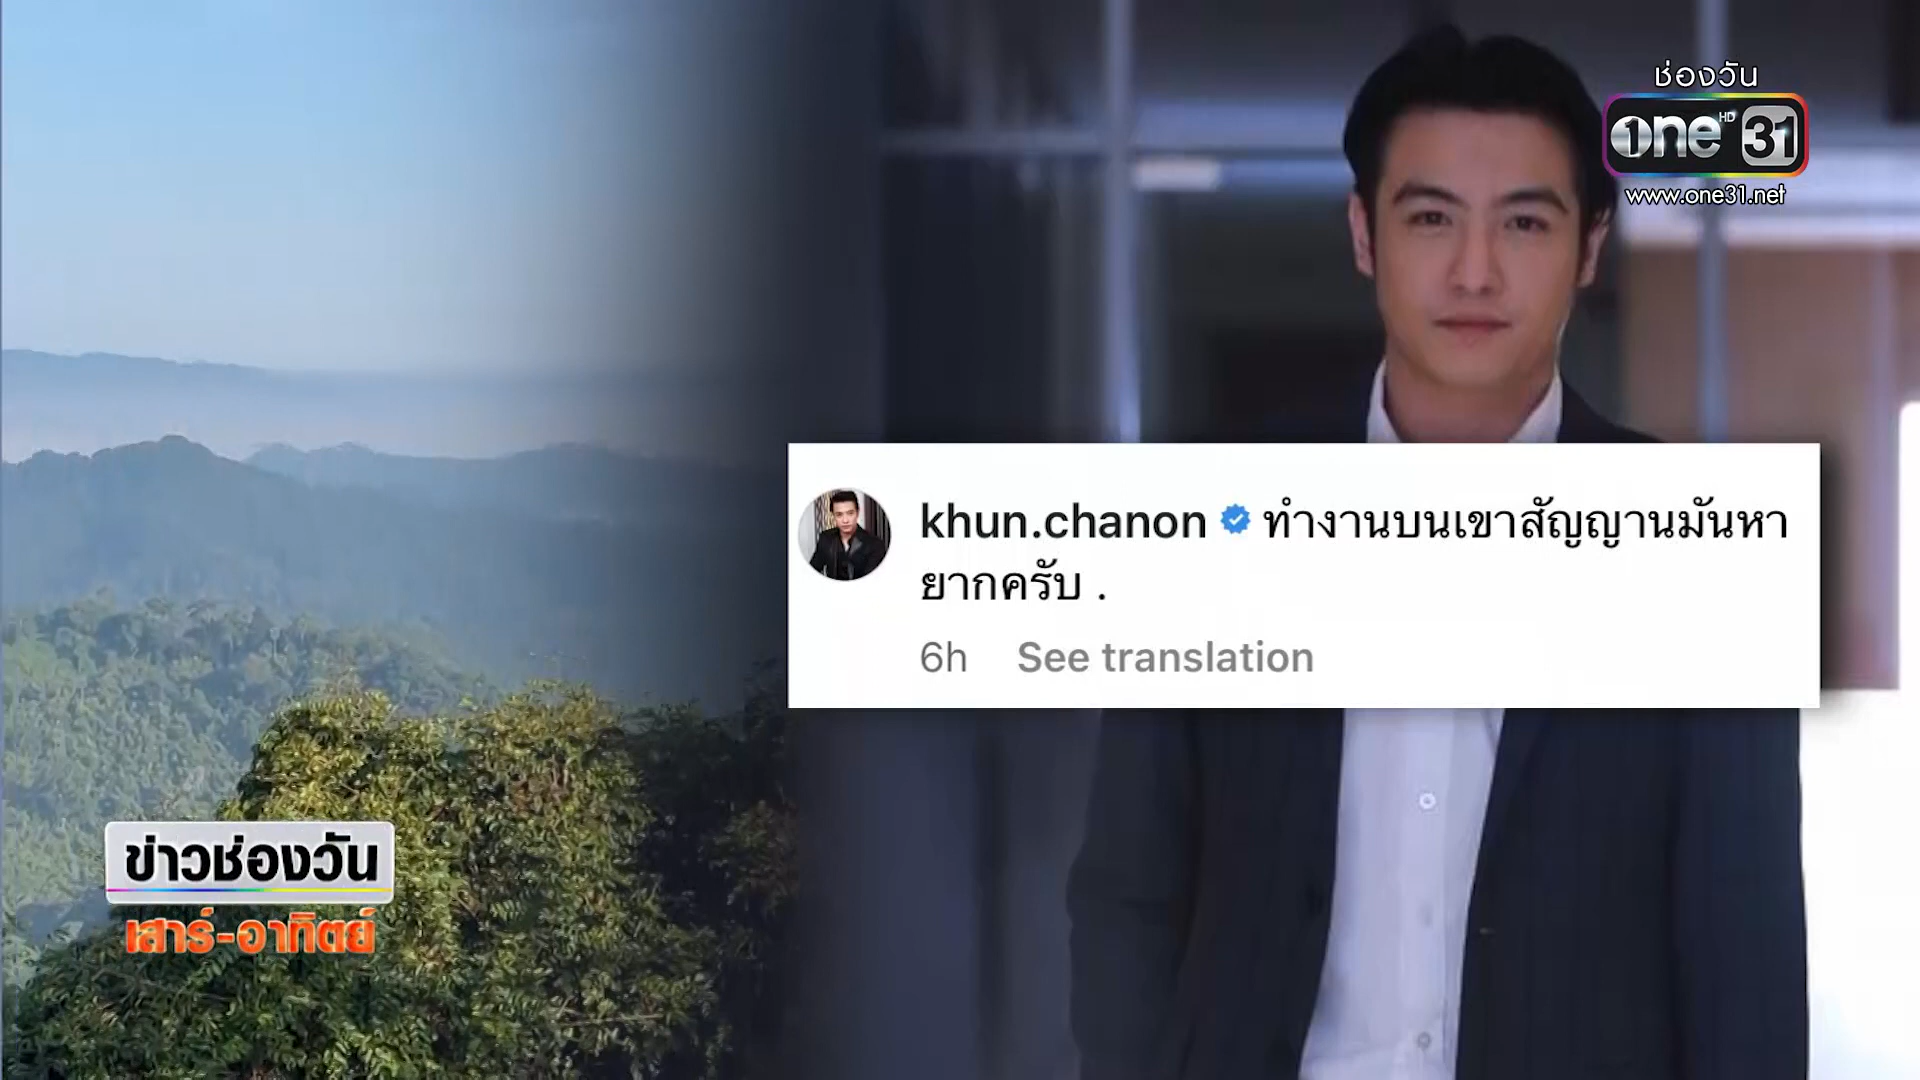 ช่องวัน
one HD 31
www.one31.net
khun.chanon ทำงานบนเขาสัญญานมันหา
ยากครับ .
6h See translation
ข่าวช่องวัน
เสาร์-อาทิตย์